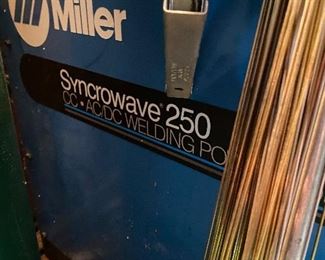 Miller
Syncrowave® 250
CC • AC/DC WELDING PO